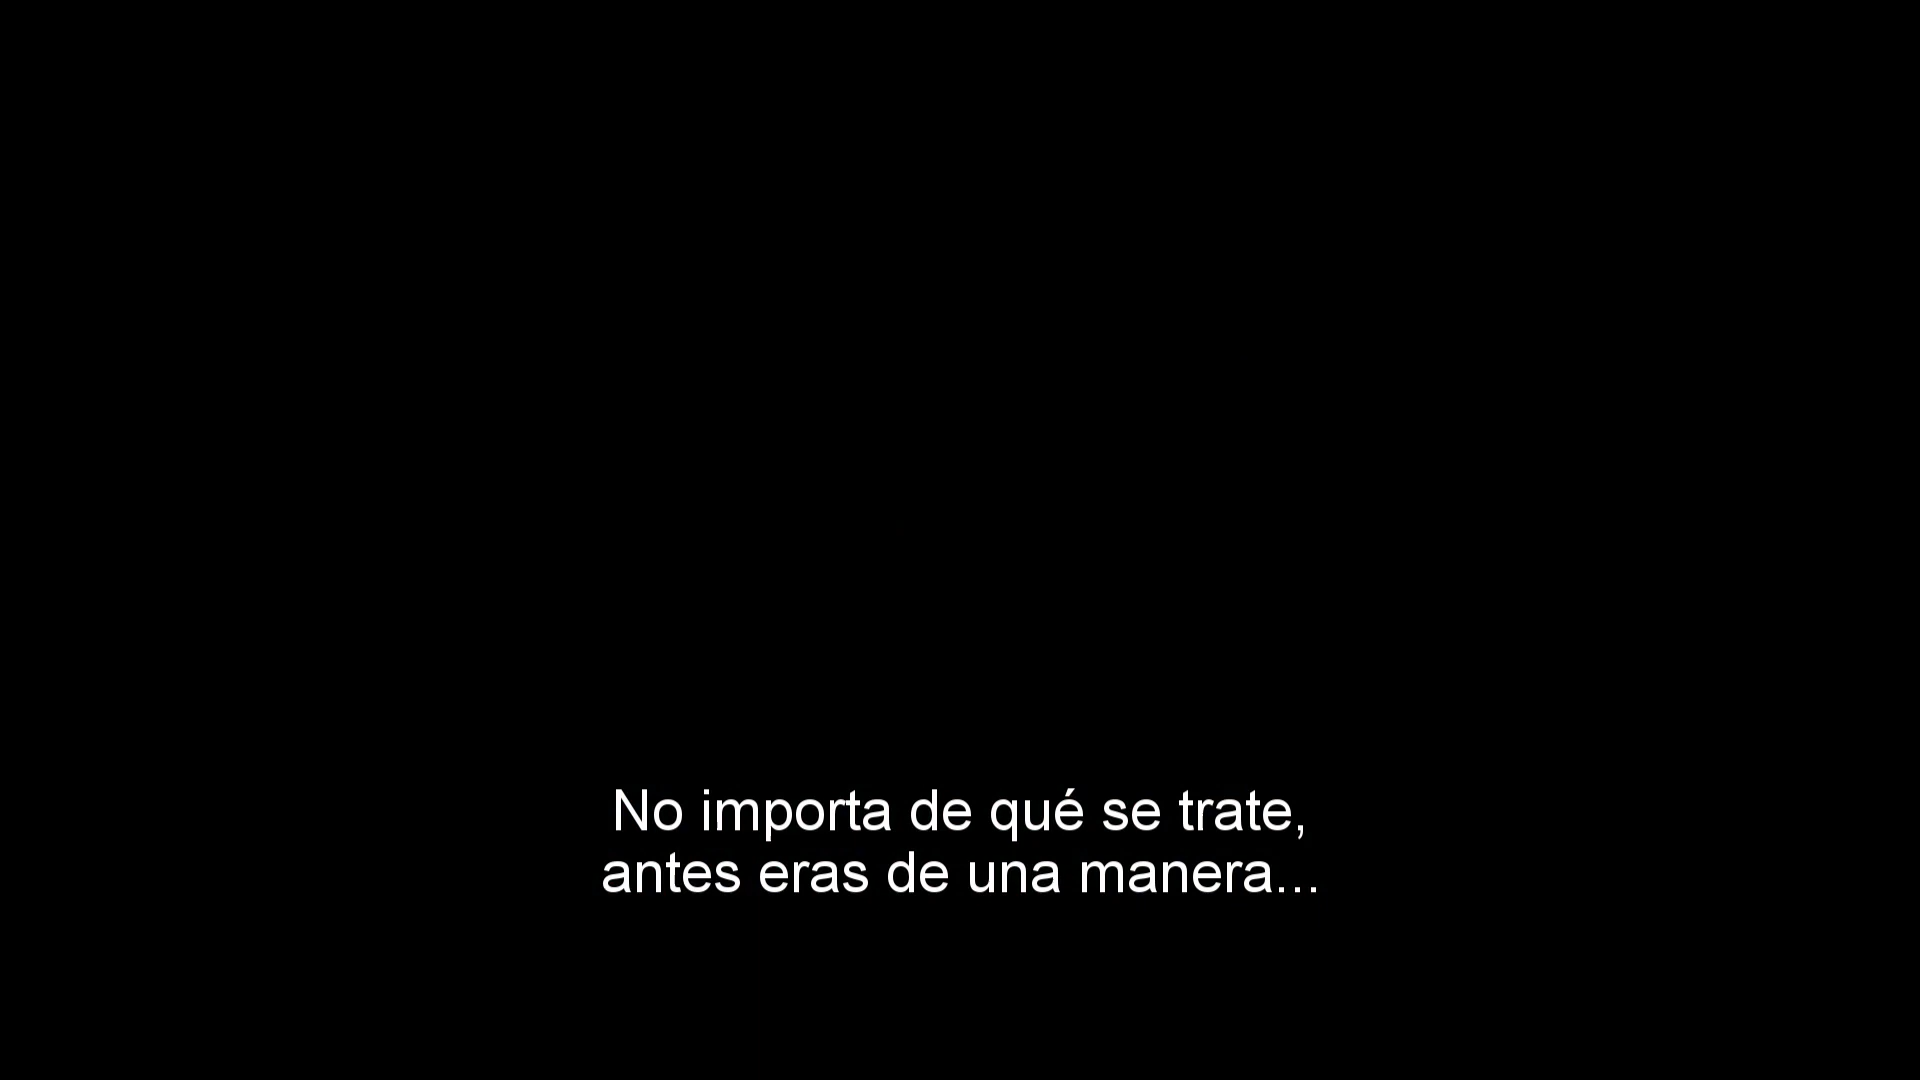 No importa de qué se trate,
antes eras de una manera...